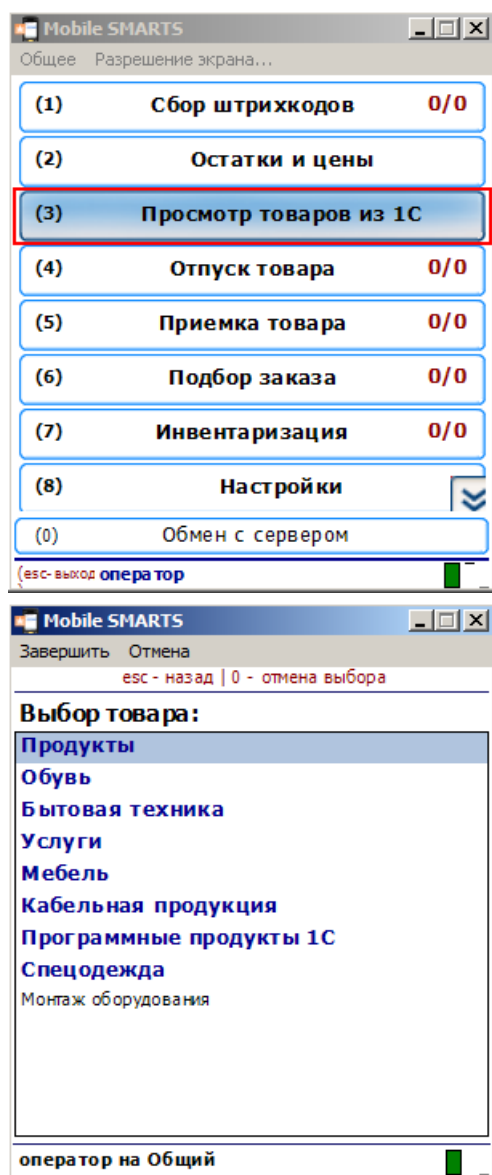 Mobile SMARTS
Общее Разрешение экрана...
(1) Сбор штрихкодов 0/0
(2) Остатки и цены
(3) Просмотр товаров из 1С
(4) Отпуск товара 0/0
(5) Приемка товара 0/0
(6) Подбор заказа 0/0
(7) Инвентаризация 0/0
(8) Настройки
(0) Обмен с сервером
(esc- выход оператор
Mobile SMARTS
Завершить Отмена
esc - назад | 0 - отмена выбора
Выбор товара:
Продукты
Обувь
Бытовая техника
Услуги
Мебель
Кабельная продукция
Программные продукты 1С
Спецодежда
Монтаж оборудования
оператор на Общий